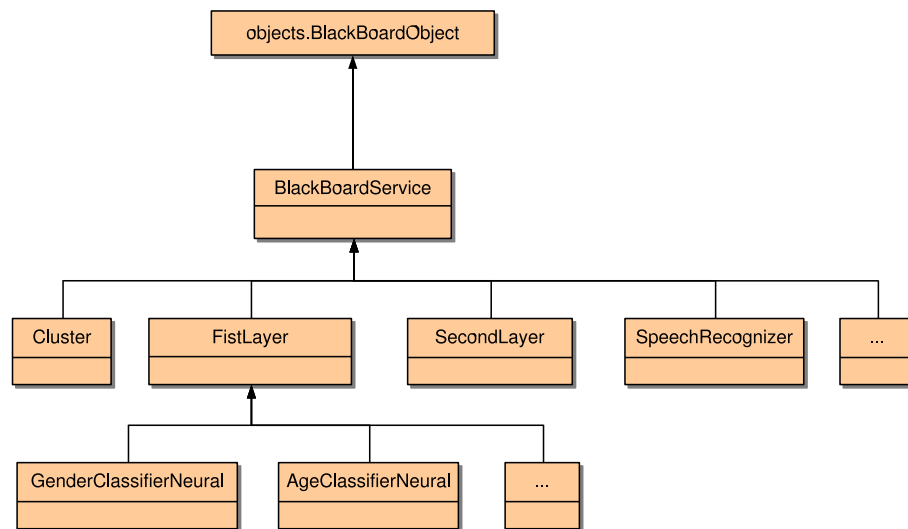 objects.BlackBoardObject
BlackBoardService
Cluster
FistLayer
SecondLayer
SpeechRecognizer
...
GenderClassifierNeural
AgeClassifierNeural
...